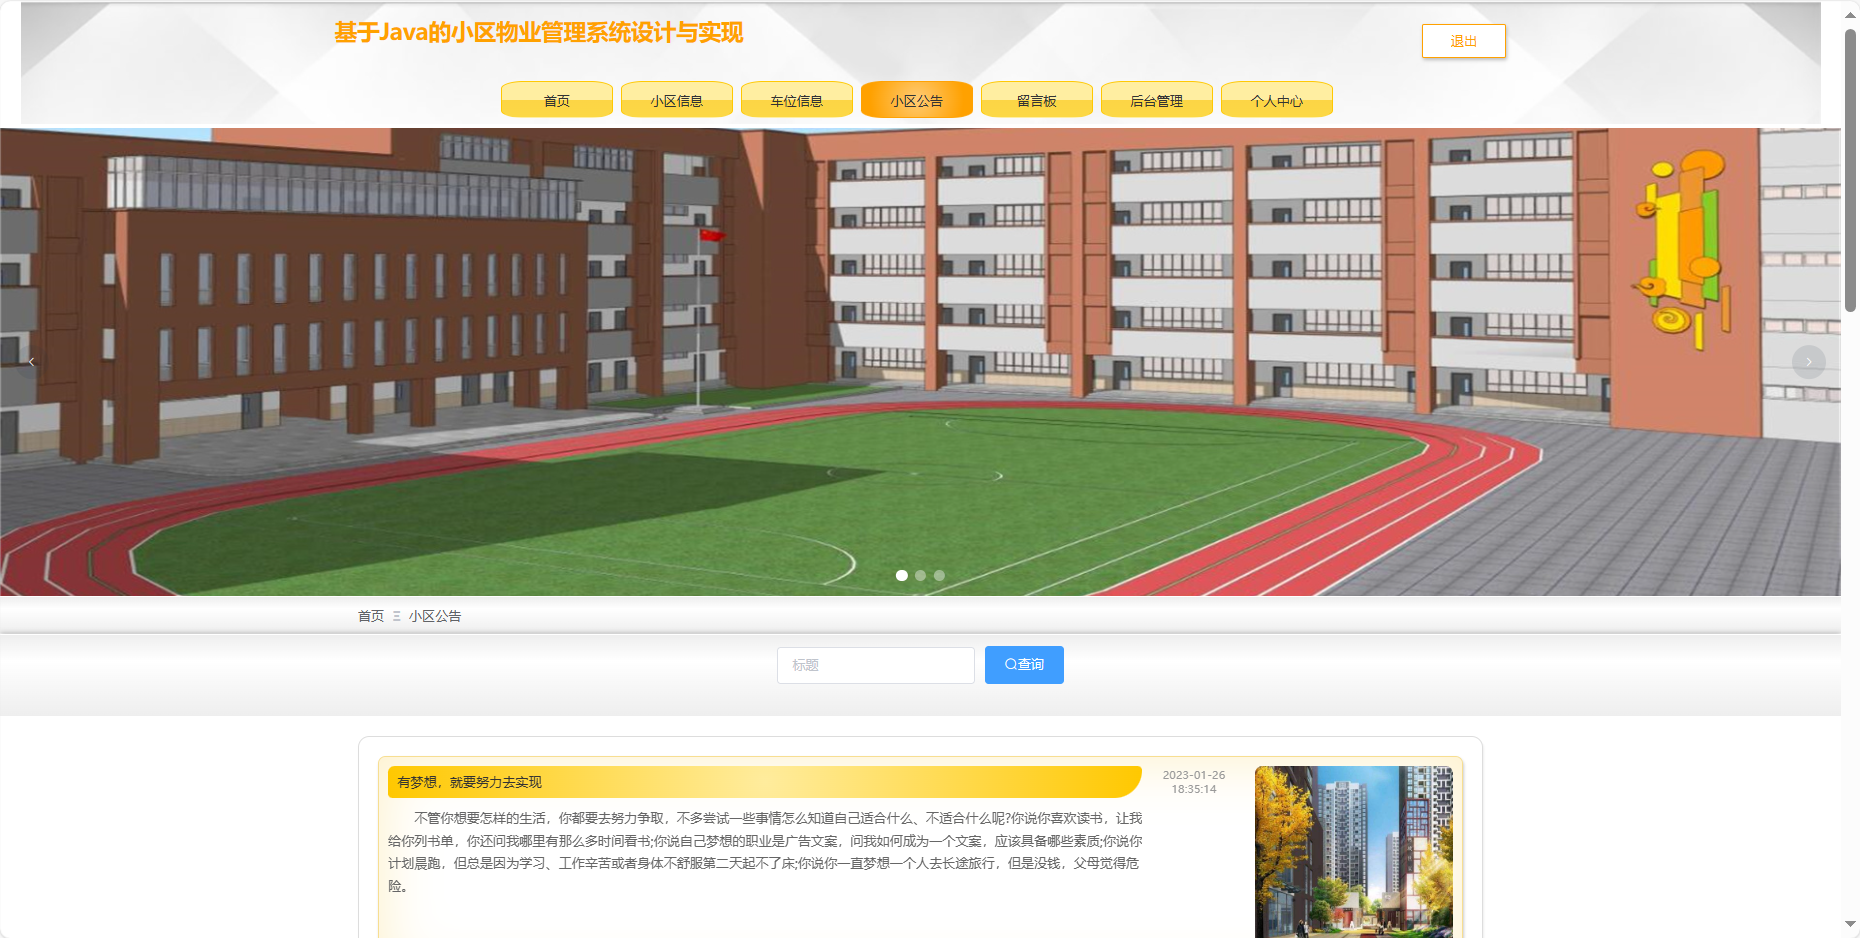 基于Java的小区物业管理系统设计与实现
退出
首页 小区信息 车位信息 小区公告 留言板 后台管理 个人中心
首页 小区公告
标题 查询
有梦想，就要努力去实现
2023-01-26
18:35:14
不管你想要怎样的生活，你都要去努力争取，不多尝试一些事情怎么知道自己适合什么、不适合什么呢?你说你喜欢读书，让我
给你列书单，你还问我哪里有那么多时间看书;你说自己梦想的职业是广告文案，问我如何成为一个文案，应该具备哪些素质;你说你
计划晨跑，但总是因为学习、工作辛苦或者身体不舒服第二天起不了床;你说你一直梦想一个人去长途旅行，但是没钱，父母觉得危
险。